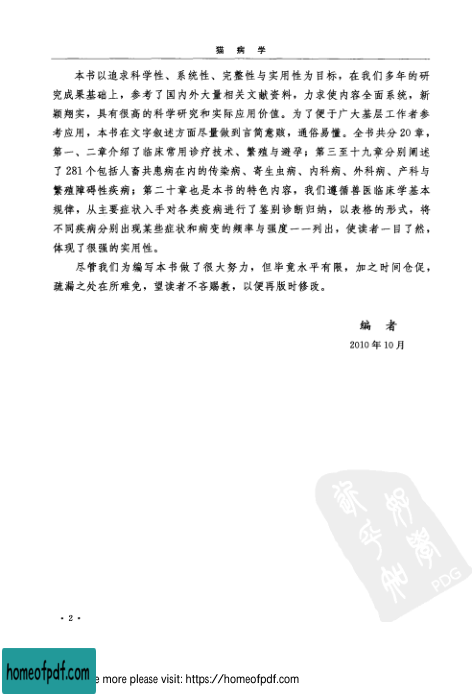 猫 病 学
本书以追求科学性、系统性、完整性与实用性为目标，在我们多年的研
究成果基础上，参考了国内外大量相关文献资料，力求使内容全面系统，新
颖翔实，具有很高的科学研究和实际应用价值。为了便于广大基层工作者参
考应用，本书在文字叙述方面尽量做到言简意赅，通俗易懂。全书共分20章，
第一、二章介绍了临床常用诊疗技术、繁殖与避孕；第三至十九章分别阐述
了281个包括人畜共患病在内的传染病、寄生虫病、内科病、外科病、产科与
繁殖障碍性疾病；第二十章也是本书的特色内容，我们遵循兽医临床学基本
规律，从主要症状入手对各类疫病进行了鉴别诊断归纳，以表格的形式，将
不同疾病分别出现某些症状和病变的频率与强度一一列出，使读者一目了然，
体现了很强的实用性。
尽管我们为编写本书做了很大努力，但毕竟水平有限，加之时间仓促，
疏漏之处在所难免，望读者不吝赐教，以便再版时修改。
编 者
2010年10月
PDG
· 2 ·
homeofpdf.com
e more please visit: https://homeofpdf.com